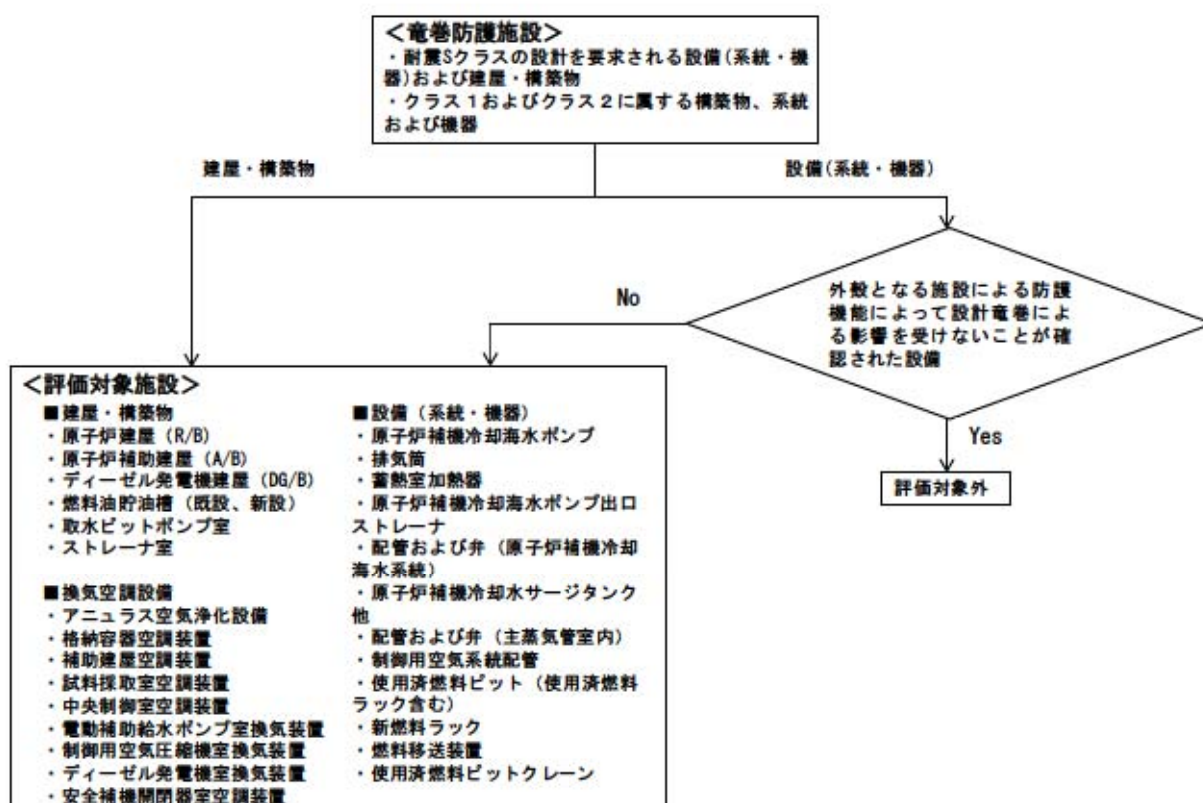 ＜竜巻防護施設＞
・耐震Sクラスの設計を要求される設備(系統・機
器)および建屋・構築物
・クラス１およびクラス２に属する構築物、系統
および機器
建屋・構築物
設備(系統・機器)
外殻となる施設による防護
機能によって設計竜巻によ
る影響を受けないことが確
認された設備
No
Yes
評価対象外
＜評価対象施設＞
■建屋・構築物
・原子炉建屋（R/B）
・原子炉補助建屋（A/B）
・ディーゼル発電機建屋（DG/B）
・燃料油貯油槽（既設、新設）
・取水ピットポンプ室
・ストレーナ室
■換気空調設備
・アニュラス空気浄化設備
・格納容器空調装置
・補助建屋空調装置
・試料採取室空調装置
・中央制御室空調装置
・電動補助給水ポンプ室換気装置
・制御用空気圧縮機室換気装置
・ディーゼル発電機室換気装置
・安全補機開閉器室空調装置
■設備（系統・機器）
・原子炉補機冷却海水ポンプ
・排気筒
・蓄熱室加熱器
・原子炉補機冷却海水ポンプ出口
ストレーナ
・配管および弁（原子炉補機冷却
海水系統）
・原子炉補機冷却水サージタンク
他
・配管および弁（主蒸気管室内）
・制御用空気系統配管
・使用済燃料ピット（使用済燃料
ラック含む）
・新燃料ラック
・燃料移送装置
・使用済燃料ピットクレーン